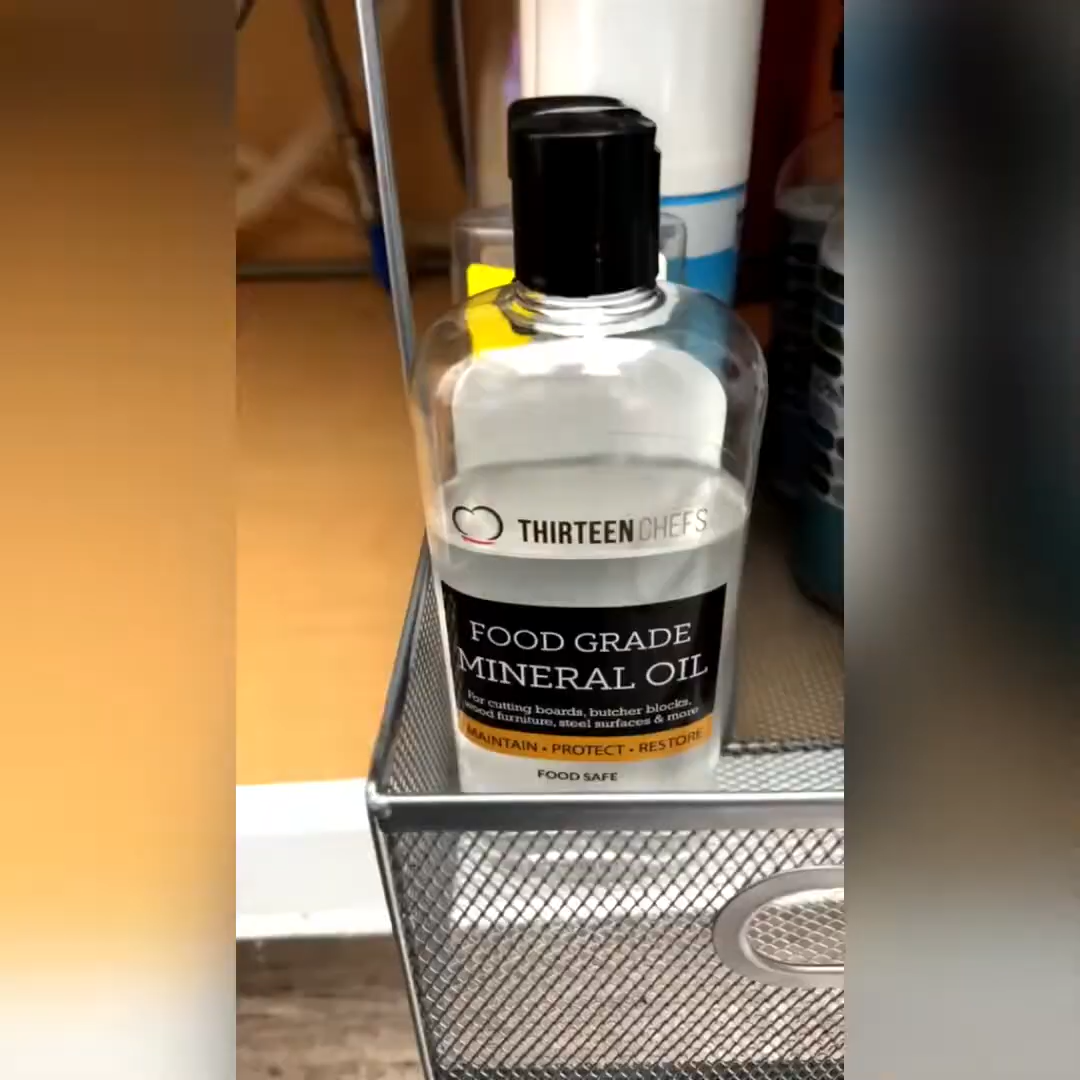 THIRTEEN CHEFS
FOOD GRADE
MINERAL OIL
For cutting boards, butcher blocks,
wood furniture, steel surfaces & more
MAINTAIN • PROTECT • RESTORE
FOOD SAFE